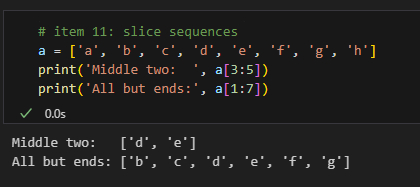 # item 11: slice sequences
a = ['a', 'b', 'c', 'd', 'e', 'f', 'g', 'h']
print('Middle two:  ', a[3:5])
print('All but ends:', a[1:7])
0.0s
Middle two:   ['d', 'e']
All but ends: ['b', 'c', 'd', 'e', 'f', 'g']